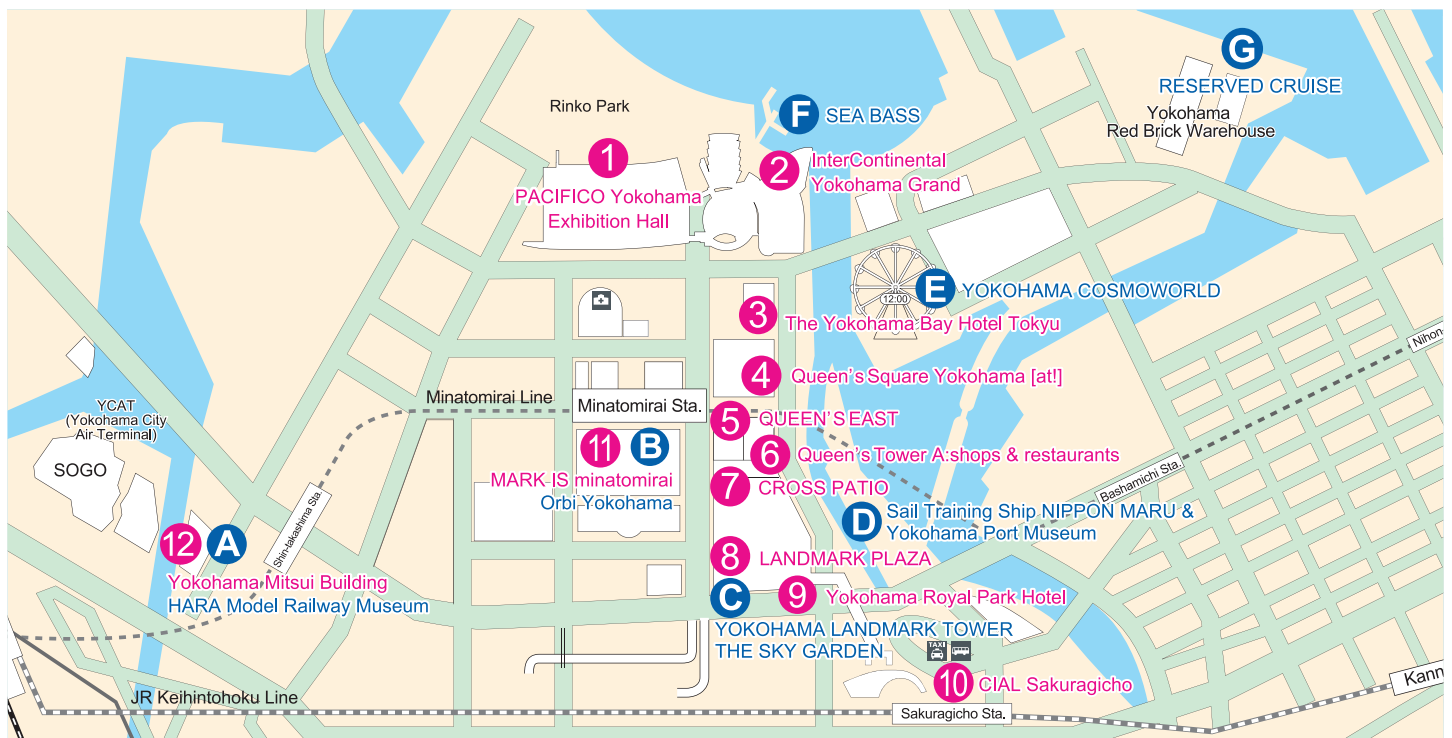 G
RESERVED CRUISE
Yokohama
Red Brick Warehouse
Rinko Park
F
SEA BASS
1
PACIFICO Yokohama
Exhibition Hall
2
InterContinental
Yokohama Grand
12:00
E
YOKOHAMA COSMOWORLD
3
The Yokohama Bay Hotel Tokyu
4
Queen's Square Yokohama [at!]
Nihon-
Minatomirai Line
Minatomirai Sta.
5
QUEEN'S EAST
YCAT
(Yokohama City
Air Terminal)
SOGO
11
B
MARK IS minatomirai
Orbi Yokohama
6
Queen's Tower A:shops & restaurants
7
CROSS PATIO
Bashamichi Sta.
D
Sail Training Ship NIPPON MARU &
Yokohama Port Museum
Shin-takashima Sta.
12
A
Yokohama Mitsui Building
HARA Model Railway Museum
8
LANDMARK PLAZA
C
YOKOHAMA LANDMARK TOWER
THE SKY GARDEN
9
Yokohama Royal Park Hotel
TAXI
10
CIAL Sakuragicho
JR Keihintohoku Line
Sakuragicho Sta.
Kann